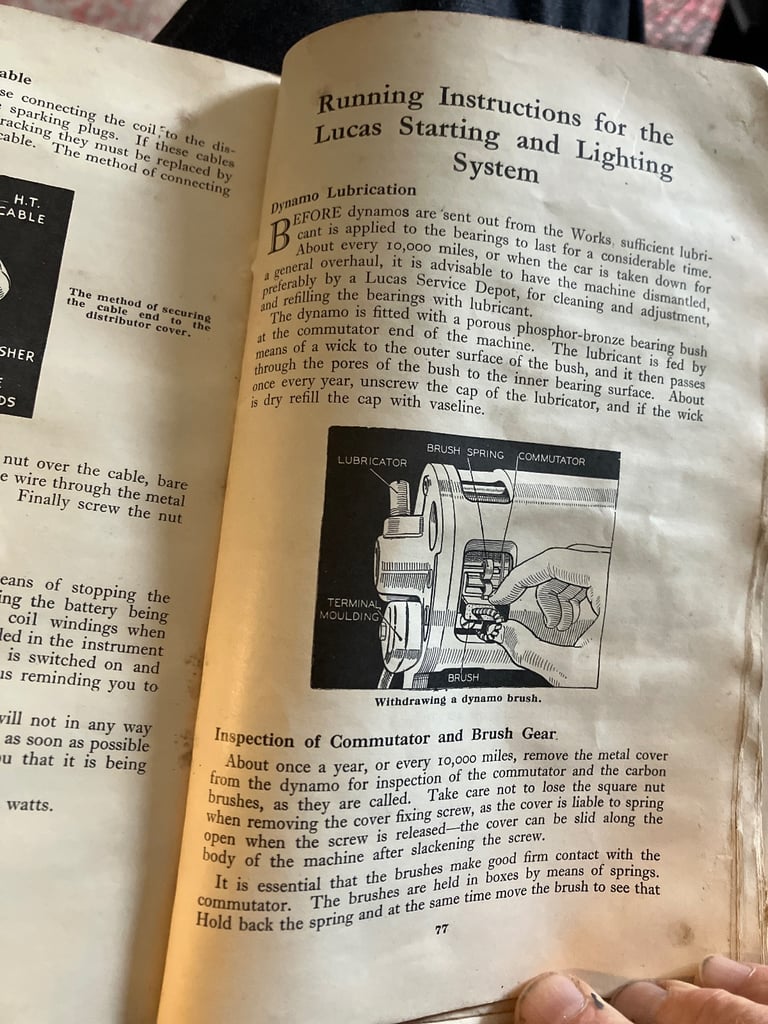 able
se connecting the coil to the dis-
sparking plugs. If these cables
racking they must be replaced by
cable. The method of connecting
H.T.
CABLE
The method of securing
the cable end to the
distributor cover.
SHER
E
DS
nut over the cable, bare
e wire through the metal
Finally screw the nut
eans of stopping the
ing the battery being
coil windings when
led in the instrument
is switched on and
us reminding you to
will not in any way
as soon as possible
u that it is being
watts.
Running Instructions for the
Lucas Starting and Lighting
System
Dynamo Lubrication
BEFORE dynamos are sent out from the Works, sufficient lubri-
cant is applied to the bearings to last for a considerable time.
About every 10,000 miles, or when the car is taken down for
a general overhaul, it is advisable to have the machine dismantled,
preferably by a Lucas Service Depot, for cleaning and adjustment,
and refilling the bearings with lubricant.
The dynamo is fitted with a porous phosphor-bronze bearing bush
at the commutator end of the machine. The lubricant is fed by
means of a wick to the outer surface of the bush, and it then passes
through the pores of the bush to the inner bearing surface. About
once every year, unscrew the cap of the lubricator, and if the wick
is dry refill the cap with vaseline.
LUBRICATOR
BRUSH SPRING
COMMUTATOR
TERMINAL
MOULDING
BRUSH
Withdrawing a dynamo brush.
Inspection of Commutator and Brush Gear.
About once a year, or every 10,000 miles, remove the metal cover
from the dynamo for inspection of the commutator and the carbon
brushes, as they are called. Take care not to lose the square nut
when removing the cover fixing screw, as the cover is liable to spring
open when the screw is released—the cover can be slid along the
body of the machine after slackening the screw.
It is essential that the brushes make good firm contact with the
commutator. The brushes are held in boxes by means of springs.
Hold back the spring and at the same time move the brush to see that
77